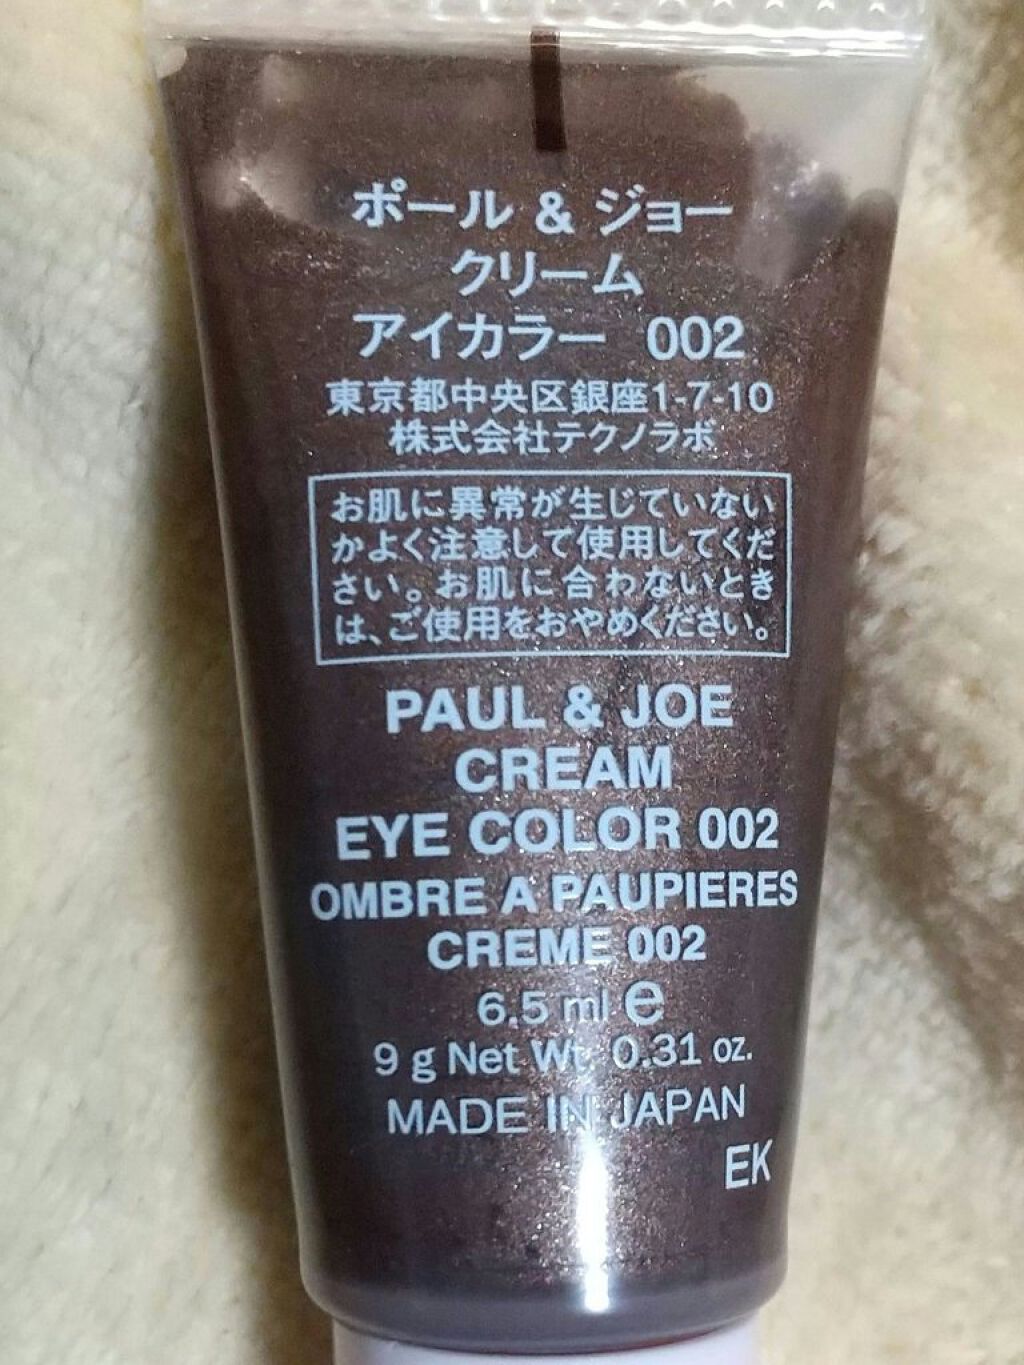 ポール & ジョー
クリーム
アイカラー 002
東京都中央区銀座1-7-10
株式会社テクノラボ
お肌に異常が生じていない
かよく注意して使用してくだ
さい。お肌に合わないとき
は、ご使用をおやめください。
PAUL & JOE
CREAM
EYE COLOR 002
OMBRE A PAUPIERES
CREME 002
6.5 ml e
9 g Net Wt. 0.31 oz.
MADE IN JAPAN
EK